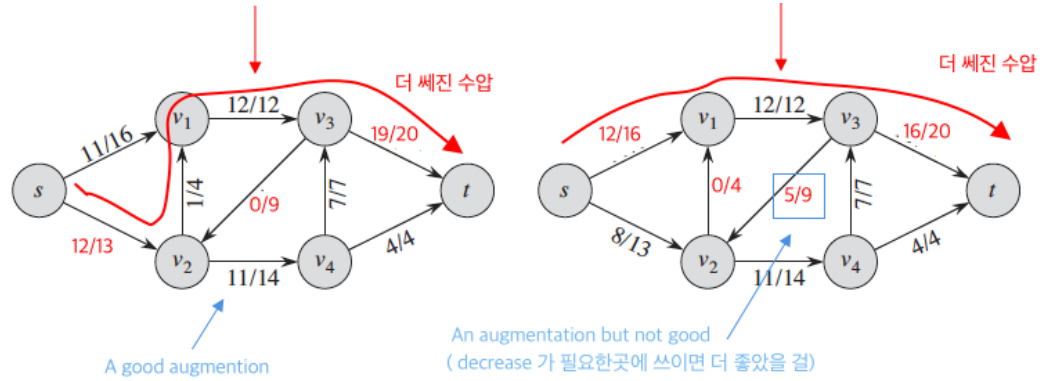 더 쎄진 수압
12/12
v1
v3
11/16
19/20
s
1/4
0/9
7/7
t
12/13
4/4
v2
v4
11/14
A good augmention
더 쎄진 수압
12/12
v1
v3
12/16
16/20
s
0/4
5/9
7/7
t
8/13
4/4
v2
v4
11/14
An augmentation but not good
( decrease 가 필요한곳에 쓰이면 더 좋았을 걸)